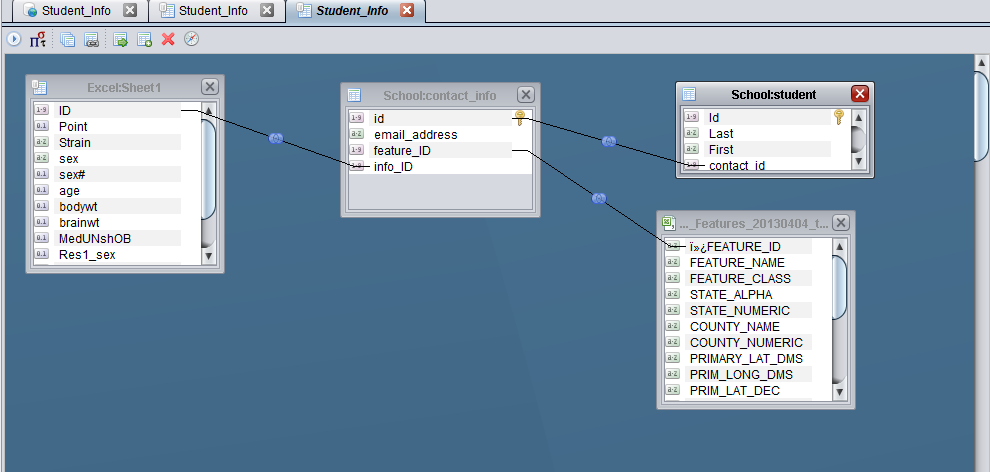 Student_Info
Student_Info
Student_Info
Excel:Sheet1
ID
Point
Strain
sex
sex#
age
bodywt
brainwt
MedUNshOB
Res1_sex
School:contact_info
id
email_address
feature_ID
info_ID
School:student
Id
Last
First
contact_id
..._Features_20130404_t...
ï»¿FEATURE_ID
FEATURE_NAME
FEATURE_CLASS
STATE_ALPHA
STATE_NUMERIC
COUNTY_NAME
COUNTY_NUMERIC
PRIMARY_LAT_DMS
PRIM_LONG_DMS
PRIM_LAT_DEC